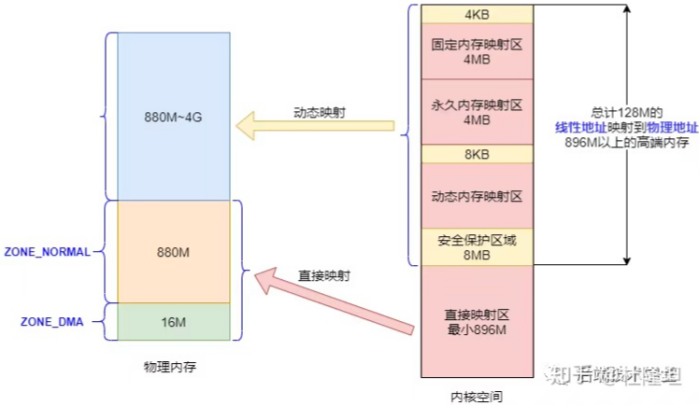 4KB
固定内存映射区
4MB
880M~4G
动态映射
永久内存映射区
4MB
总计128M的
线性地址映射到物理地址
896M以上的高端内存
8KB
动态内存映射区
ZONE_NORMAL
880M
安全保护区域
8MB
直接映射
ZONE_DMA
16M
直接映射区
最小896M
物理内存
内核空间
知乎